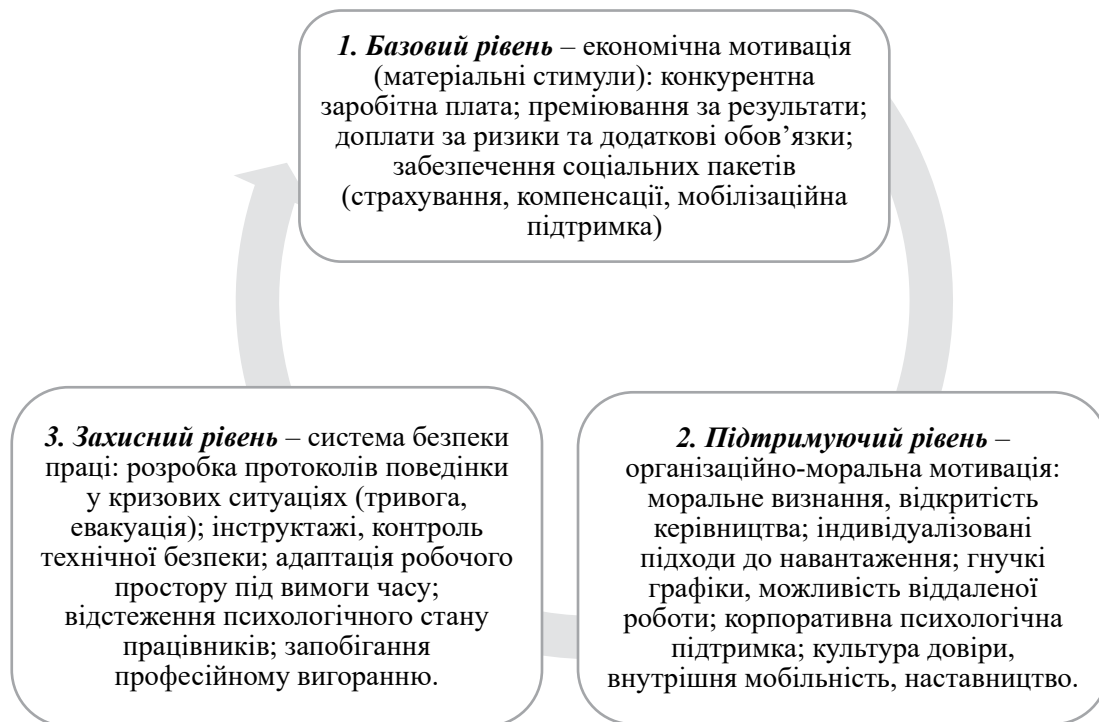 1. Базовий рівень – економічна мотивація
(матеріальні стимули): конкурентна
заробітна плата; преміювання за результати;
доплати за ризики та додаткові обов’язки;
забезпечення соціальних пакетів
(страхування, компенсації, мобілізаційна
підтримка)
2. Підтримуючий рівень –
організаційно-моральна мотивація:
моральне визнання, відкритість
керівництва; індивідуалізовані
підходи до навантаження; гнучкі
графіки, можливість віддаленої
роботи; корпоративна психологічна
підтримка; культура довіри,
внутрішня мобільність, наставництво.
3. Захисний рівень – система безпеки
праці: розробка протоколів поведінки
у кризових ситуаціях (тривога,
евакуація); інструктажі, контроль
технічної безпеки; адаптація робочого
простору під вимоги часу;
відстеження психологічного стану
працівників; запобігання
професійному вигоранню.